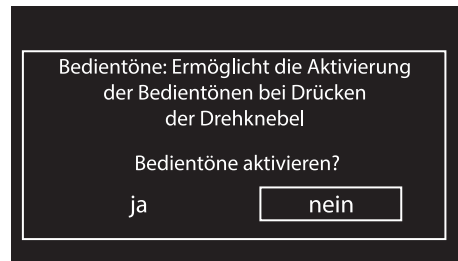 Bedientöne: Ermöglicht die Aktivierung
der Bedientönen bei Drücken
der Drehknebel
Bedientöne aktivieren?
ja nein